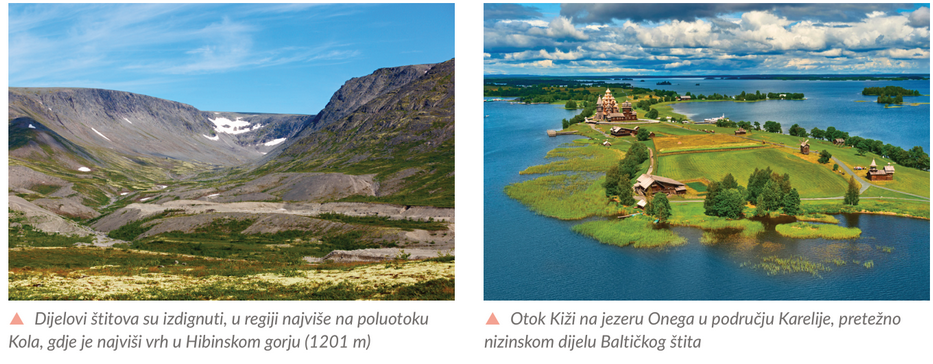 ▲ Dijelovi štitova su izdignuti, u regiji najviše na poluotoku
Kola, gdje je najviši vrh u Hibinskom gorju (1201 m)
▲ Otok Kiži na jezeru Onega u području Karelije, pretežno
nizinskom dijelu Baltičkog štita